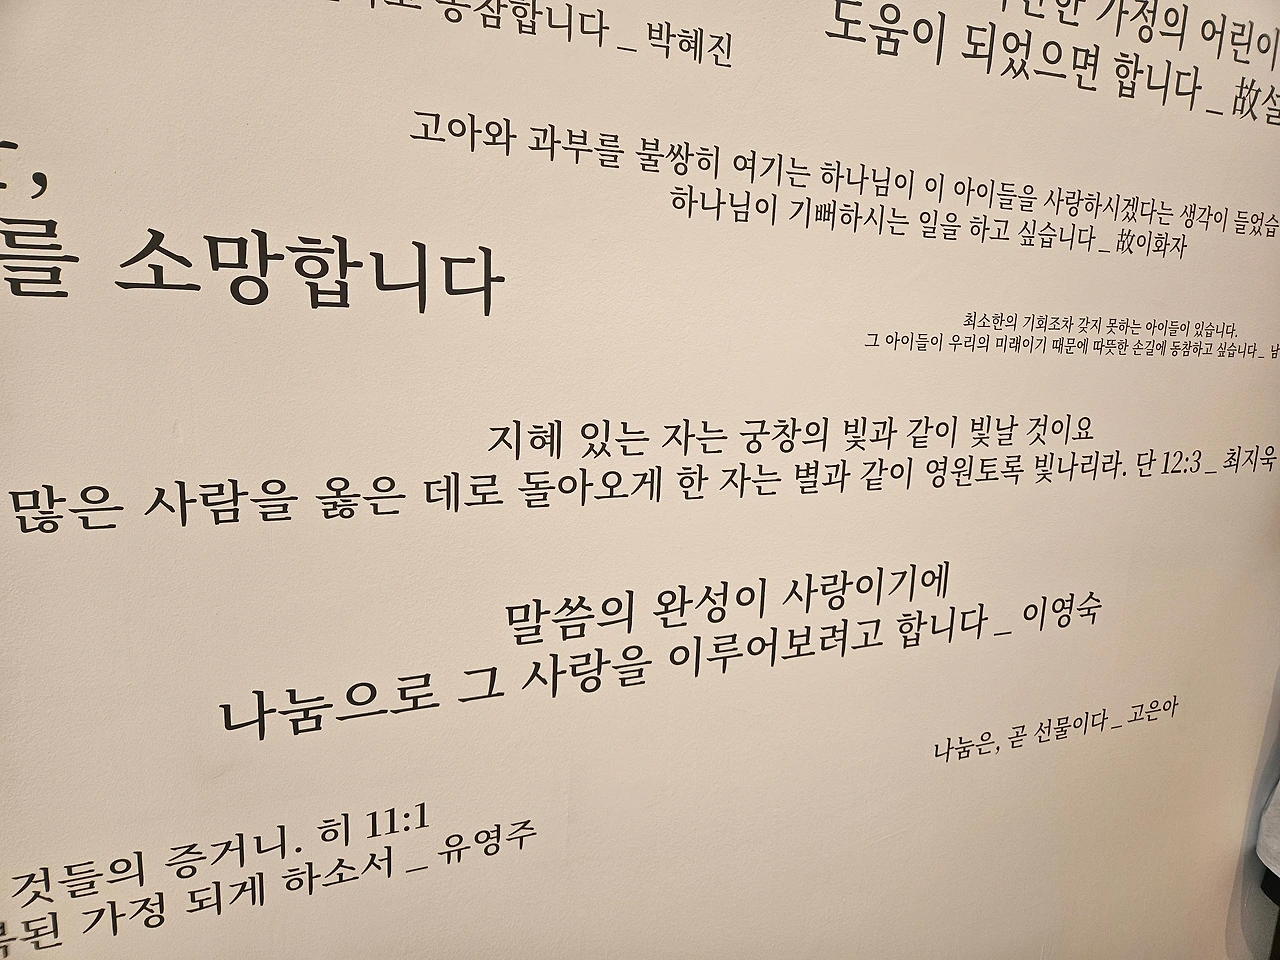 동참합니다 _ 박혜진
가정의 어린이
도움이 되었으면 합니다 _ 故설
고아와 과부를 불쌍히 여기는 하나님이 이 아이들을 사랑하시겠다는 생각이 들었습
하나님이 기뻐하시는 일을 하고 싶습니다 _ 故이화자
를 소망합니다
최소한의 기회조차 갖지 못하는 아이들이 있습니다.
그 아이들이 우리의 미래이기 때문에 따뜻한 손길에 동참하고 싶습니다 _ 남
지혜 있는 자는 궁창의 빛과 같이 빛날 것이요
많은 사람을 옳은 데로 돌아오게 한 자는 별과 같이 영원토록 빛나리라. 단 12:3 _ 최지욱
말씀의 완성이 사랑이기에
나눔으로 그 사랑을 이루어보려고 합니다 _ 이영숙
나눔은, 곧 선물이다 _ 고은아
것들의 증거니. 히 11:1
된 가정 되게 하소서 _ 유영주